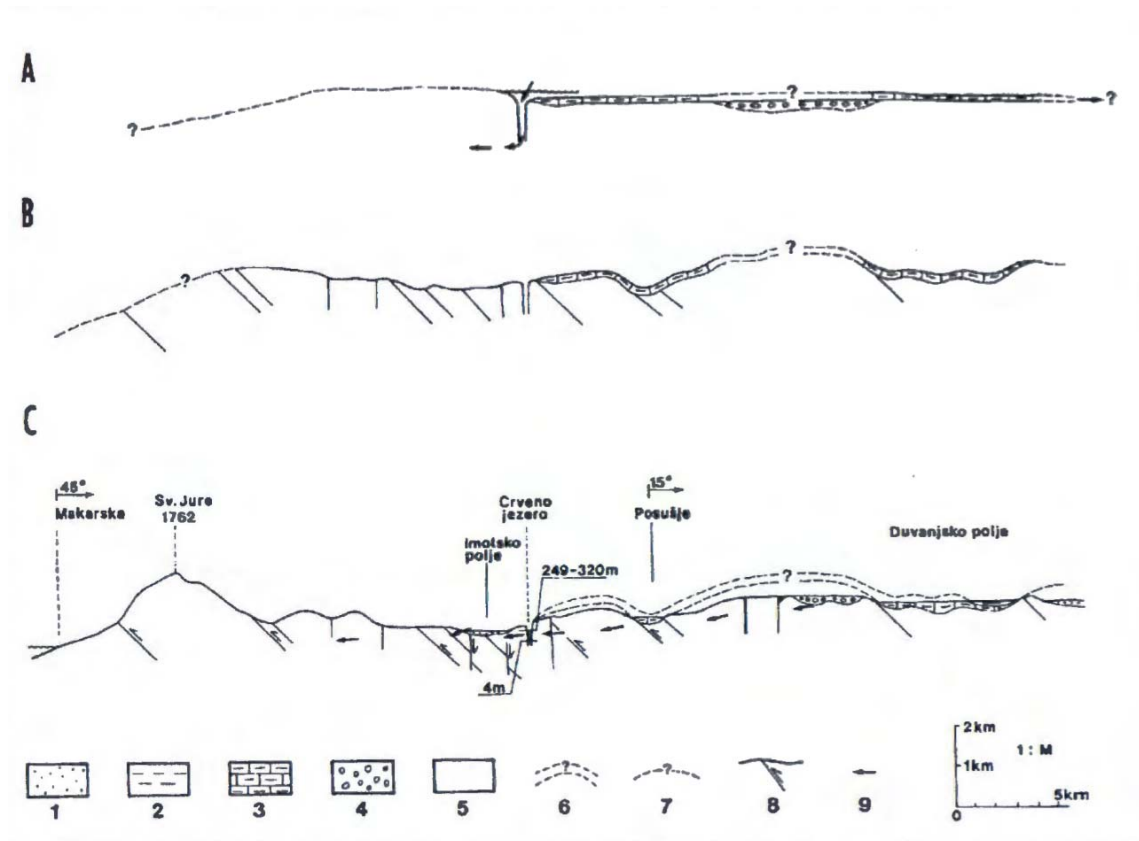 A
?
?
?
B
?
?
C
45°
Makarska
Sv. Jure
1762
Imotsko
polje
Crveno
jezero
249-320m
15°
Posušje
Duvanjsko polje
?
4m
2km
1km
1 : M
5km
0
?
?
1 2 3 4 5 6 7 8 9